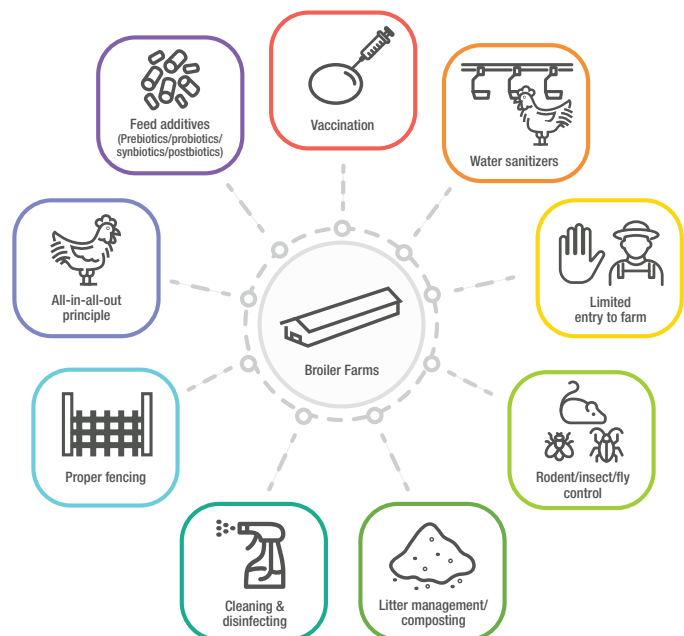 Vaccination
Feed additives
(Prebiotics/probiotics/
synbiotics/postbiotics)
Water sanitizers
All-in-all-out
principle
Limited
entry to farm
Broiler Farms
Proper fencing
Rodent/insect/fly
control
Cleaning &
disinfecting
Litter management/
composting